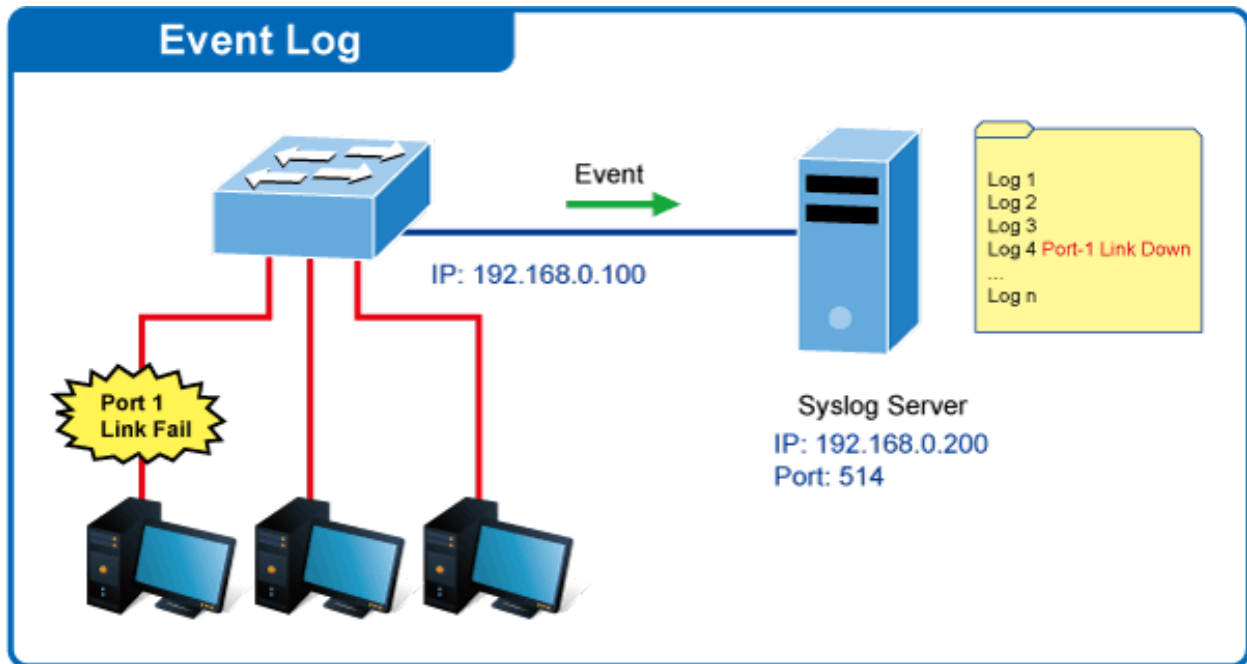 Event Log
Event
IP: 192.168.0.100
Log 1
Log 2
Log 3
Log 4 Port-1 Link Down
...
Log n
Port 1
Link Fail
Syslog Server
IP: 192.168.0.200
Port: 514